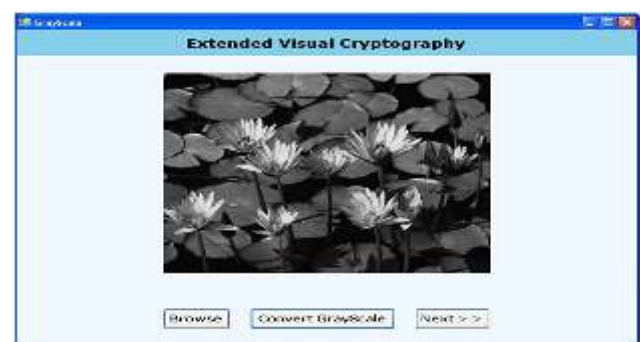 GrayScale
Extended Visual Cryptography
Browse
Convert GrayScale
Next > >